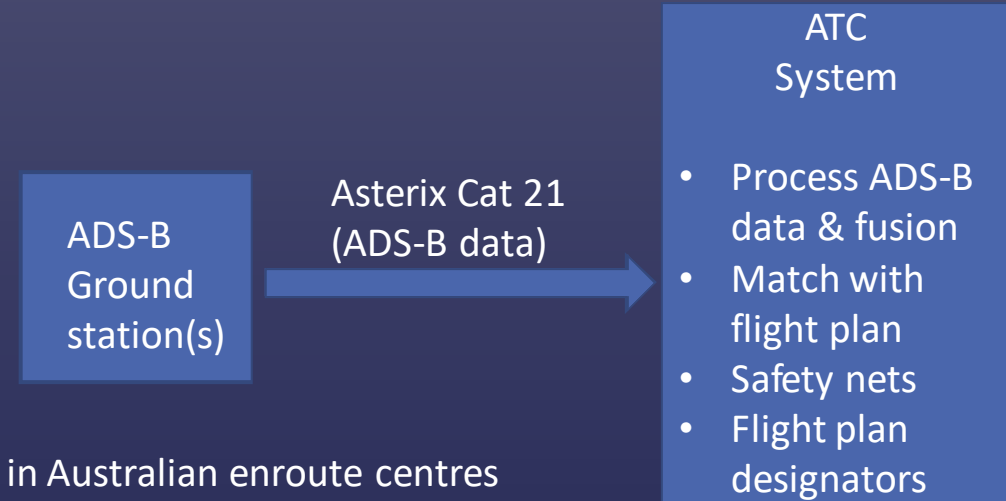 ATC
System
ADS-B
Ground
station(s)
Asterix Cat 21
(ADS-B data)
• Process ADS-B
data & fusion
• Match with
flight plan
• Safety nets
• Flight plan
designators
in Australian enroute centres